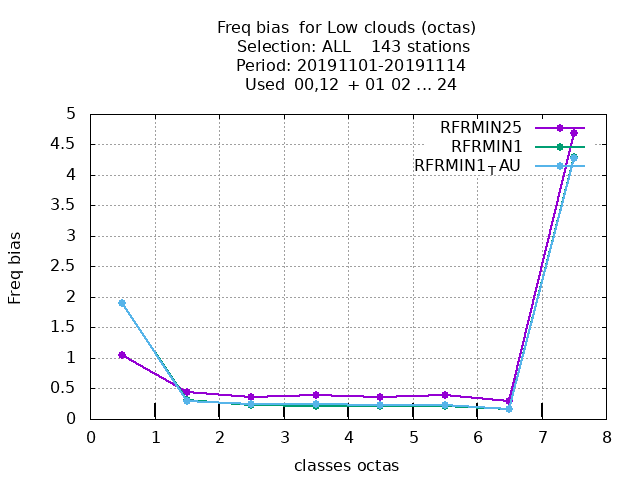 Freq bias  for Low clouds (octas)
Selection: ALL    143 stations
Period: 20191101-20191114
Used  00,12  + 01 02 ... 24
RFRMIN25
RFRMIN1
RFRMIN1TAU
5
4.5
4
3.5
3
2.5
2
1.5
1
0.5
0
Freq bias
0 1 2 3 4 5 6 7 8
classes octas